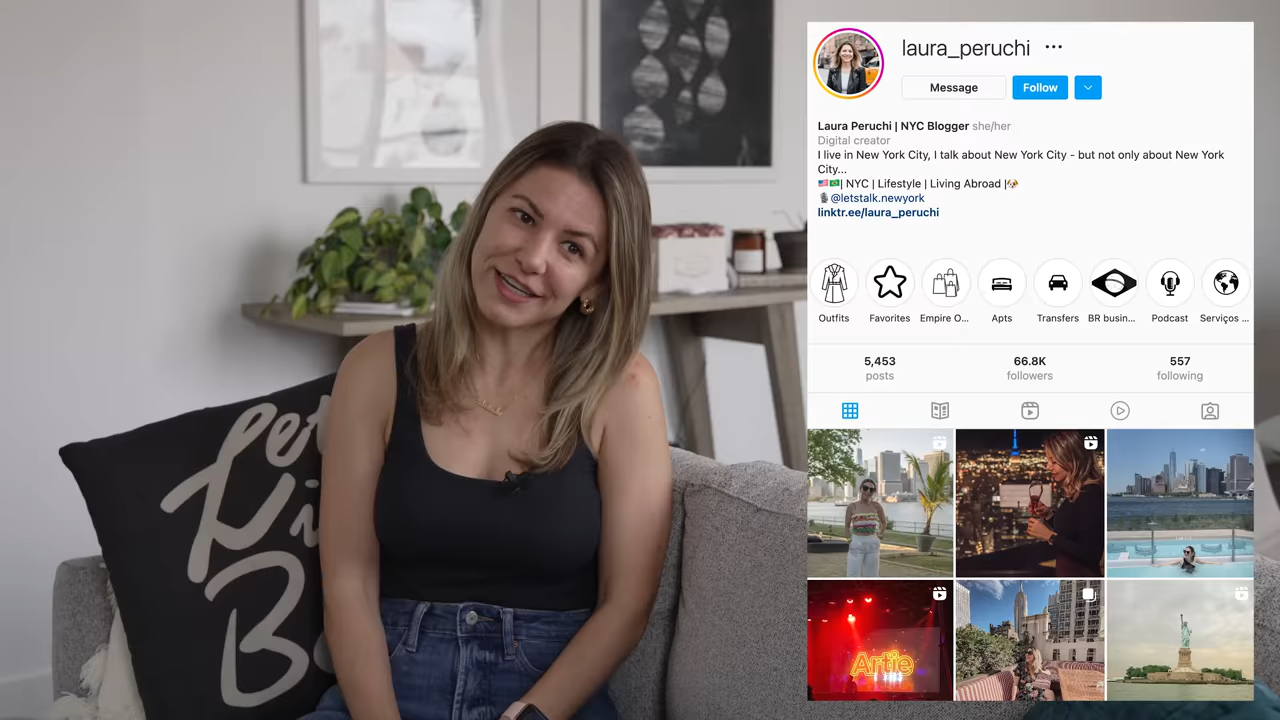 laura_peruchi
Message
Follow
Laura Peruchi | NYC Blogger she/her
Digital creator
I live in New York City, I talk about New York City - but not only about New York
City...
🇺🇸🇧🇷| NYC | Lifestyle | Living Abroad |🐶
🎙️@letstalk.newyork
linktr.ee/laura_peruchi
Outfits
Favorites
Empire O...
Apts
Transfers
BR busin...
Podcast
Serviços ...
5,453
posts
66.8K
followers
557
following
Artie
Let